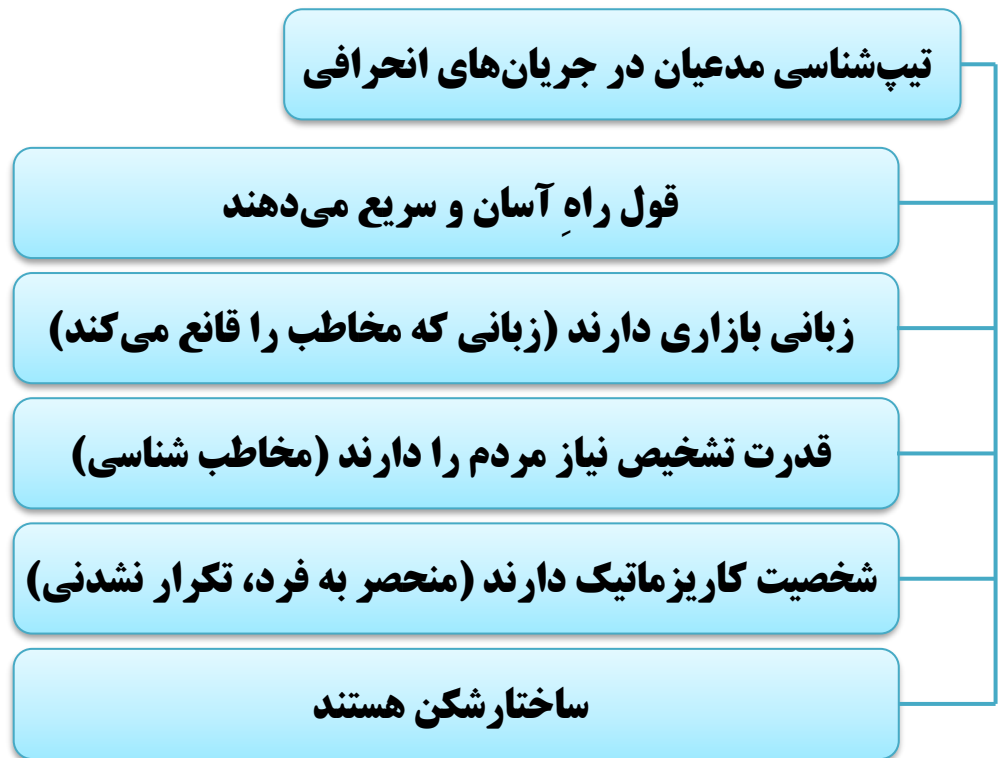 تیپ‌شناسی مدعیان در جریان‌های انحرافی
قول راهِ آسان و سریع می‌دهند
زبانی بازاری دارند (زبانی که مخاطب را قانع می‌کند)
قدرت تشخیص نیاز مردم را دارند (مخاطب شناسی)
شخصیت کاریزماتیک دارند (منحصر به فرد، تکرار نشدنی)
ساختارشکن هستند